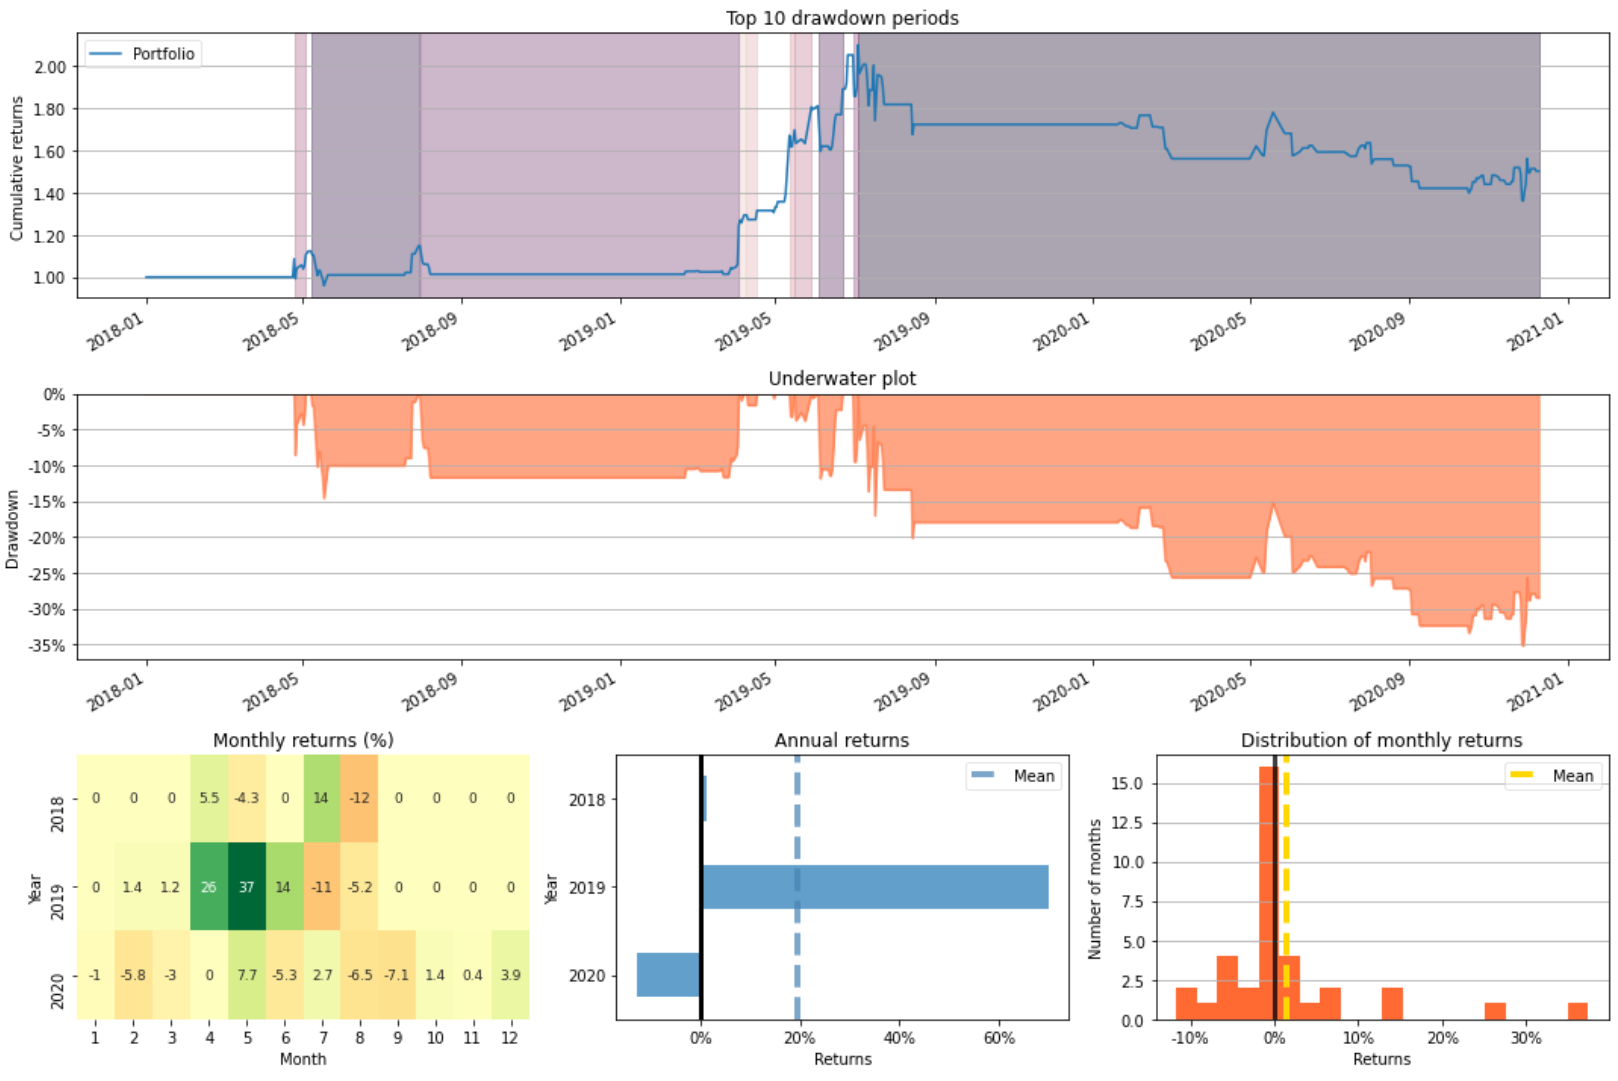 Top 10 drawdown periods
Portfolio
Cumulative returns
2.00
1.80
1.60
1.40
1.20
1.00
2018-01
2018-05
2018-09
2019-01
2019-05
2019-09
2020-01
2020-05
2020-09
2021-01
Underwater plot
Drawdown
0%
-5%
-10%
-15%
-20%
-25%
-30%
-35%
2018-01
2018-05
2018-09
2019-01
2019-05
2019-09
2020-01
2020-05
2020-09
2021-01
Monthly returns (%)
Year
2018
0 0 0 5.5 -4.3 0 14 -12 0 0 0 0
2019
0 1.4 1.2 26 37 14 -11 -5.2 0 0 0 0
2020
-1 -5.8 -3 0 7.7 -5.3 2.7 -6.5 -7.1 1.4 0.4 3.9
1 2 3 4 5 6 7 8 9 10 11 12
Month
Annual returns
Mean
Year
2018
2019
2020
0% 20% 40% 60%
Returns
Distribution of monthly returns
Mean
Number of months
15.0
12.5
10.0
7.5
5.0
2.5
0.0
-10% 0% 10% 20% 30% 40%
Returns